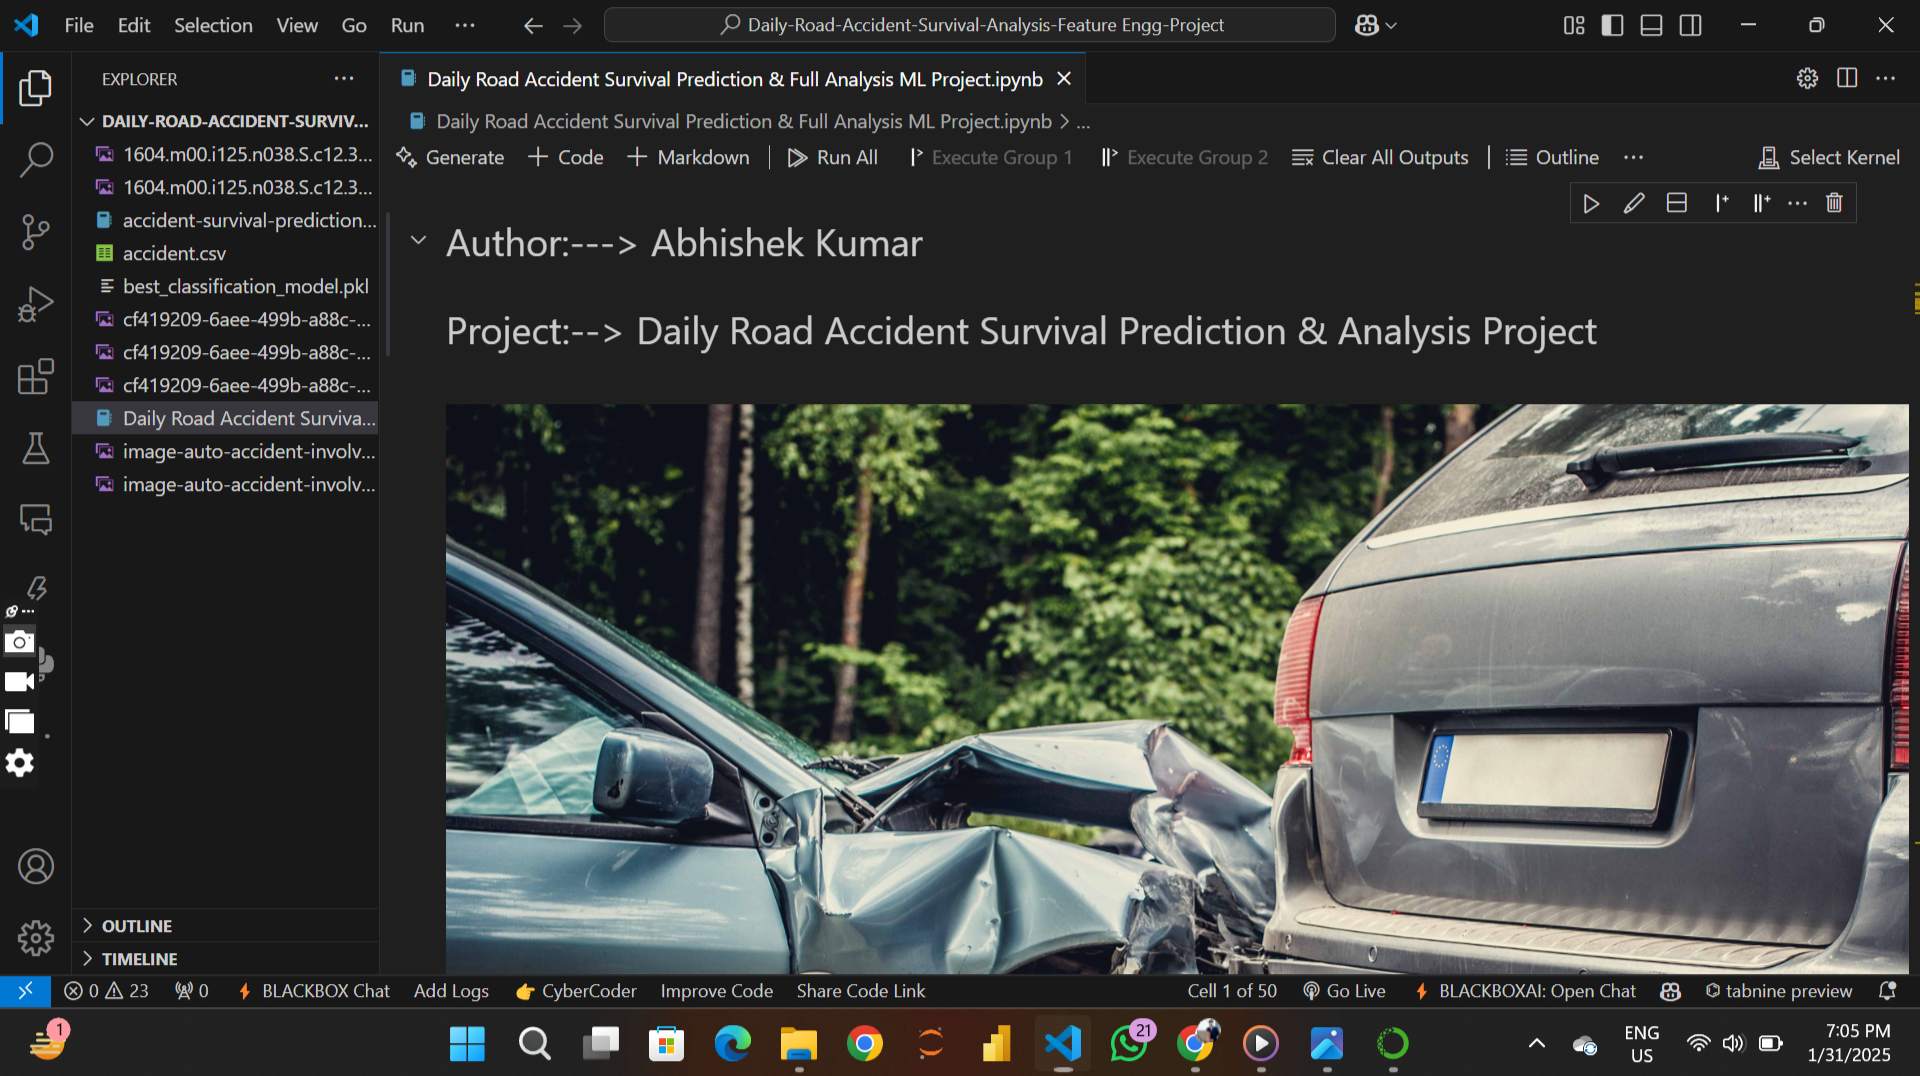 File Edit Selection View Go Run ···
Daily-Road-Accident-Survival-Analysis-Feature Engg-Project
EXPLORER
DAILY-ROAD-ACCIDENT-SURVIV...
1604.m00.i125.n038.S.c12.3...
1604.m00.i125.n038.S.c12.3...
accident-survival-prediction...
accident.csv
best_classification_model.pkl
cf419209-6aee-499b-a88c-...
cf419209-6aee-499b-a88c-...
cf419209-6aee-499b-a88c-...
Daily Road Accident Surviva...
image-auto-accident-involv...
image-auto-accident-involv...
OUTLINE
TIMELINE
Daily Road Accident Survival Prediction & Full Analysis ML Project.ipynb
Daily Road Accident Survival Prediction & Full Analysis ML Project.ipynb > ...
Generate + Code + Markdown Run All Execute Group 1 Execute Group 2 Clear All Outputs Outline ··· Select Kernel
Author:---> Abhishek Kumar
Project:--> Daily Road Accident Survival Prediction & Analysis Project
0 23 0 BLACKBOX Chat Add Logs CyberCoder Improve Code Share Code Link Cell 1 of 50 Go Live BLACKBOXAI: Open Chat tabnine preview
1 21 ENG 7:05 PM
US 1/31/2025